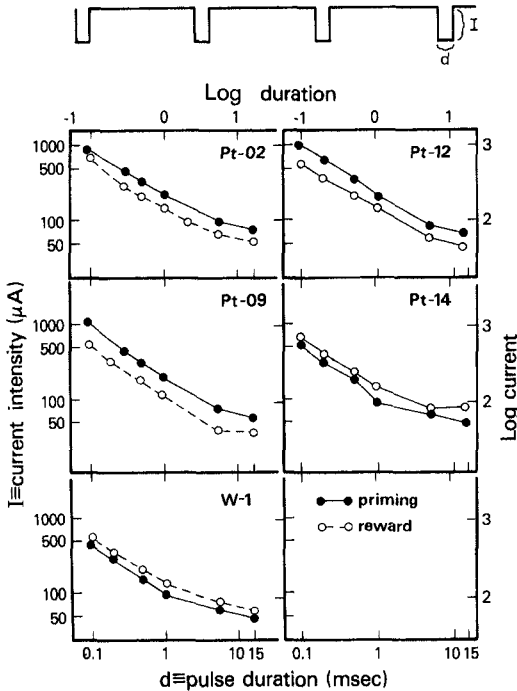 I
d
Log duration
-1 0 1 -1 0 1
Pt-02
1000
500
100
50
Pt-12
3
2
Pt-09
1000
500
100
50
Pt-14
3
2
W-1
1000
500
100
50
priming
reward
3
2
I≡current intensity (μA)
Log current
0.1 1 10 15 0.1 1 10 15
d≡pulse duration (msec)